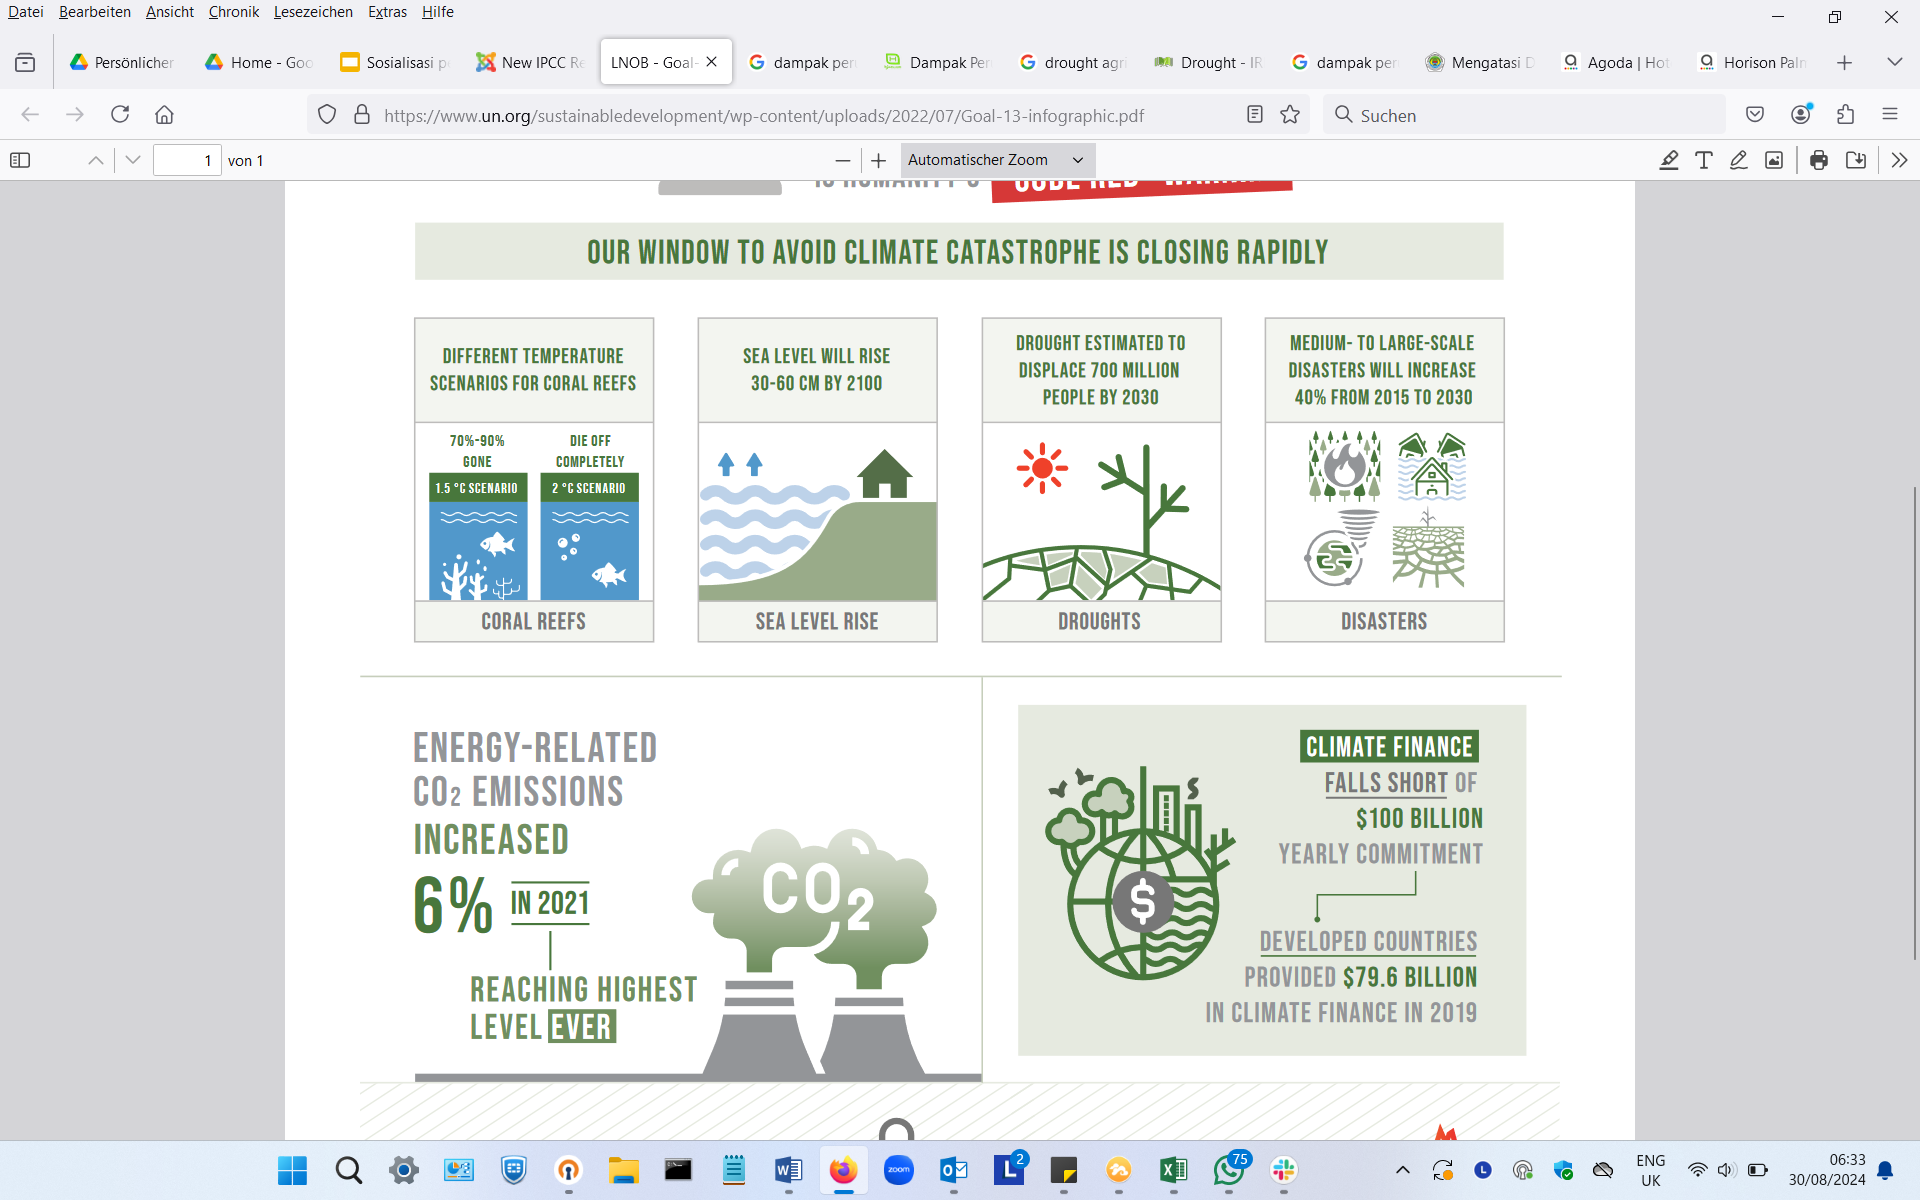 Datei Bearbeiten Ansicht Chronik Lesezeichen Extras Hilfe
Persönlicher
Home - Goo
Sosialisasi p
New IPCC Re
LNOB - Goal-
dampak per
Dampak Per
drought agri
Drought - IR
dampak per
Mengatasi D
Agoda | Hot
Horison Palm
https://www.un.org/sustainabledevelopment/wp-content/uploads/2022/07/Goal-13-infographic.pdf
Suchen
1 von 1
Automatischer Zoom
IS HUMANITY'S
OUR WINDOW TO AVOID CLIMATE CATASTROPHE IS CLOSING RAPIDLY
DIFFERENT TEMPERATURE
SCENARIOS FOR CORAL REEFS
70%-90%
GONE
1.5 °C SCENARIO
DIE OFF
COMPLETELY
2 °C SCENARIO
CORAL REEFS
SEA LEVEL WILL RISE
30-60 CM BY 2100
SEA LEVEL RISE
DROUGHT ESTIMATED TO
DISPLACE 700 MILLION
PEOPLE BY 2030
DROUGHTS
MEDIUM- TO LARGE-SCALE
DISASTERS WILL INCREASE
40% FROM 2015 TO 2030
DISASTERS
ENERGY-RELATED
CO2 EMISSIONS
INCREASED
6% IN 2021
REACHING HIGHEST
LEVEL EVER
CO2
CLIMATE FINANCE
FALLS SHORT OF
$100 BILLION
YEARLY COMMITMENT
$
DEVELOPED COUNTRIES
PROVIDED $79.6 BILLION
IN CLIMATE FINANCE IN 2019
zoom
2
75
ENG
UK
06:33
30/08/2024